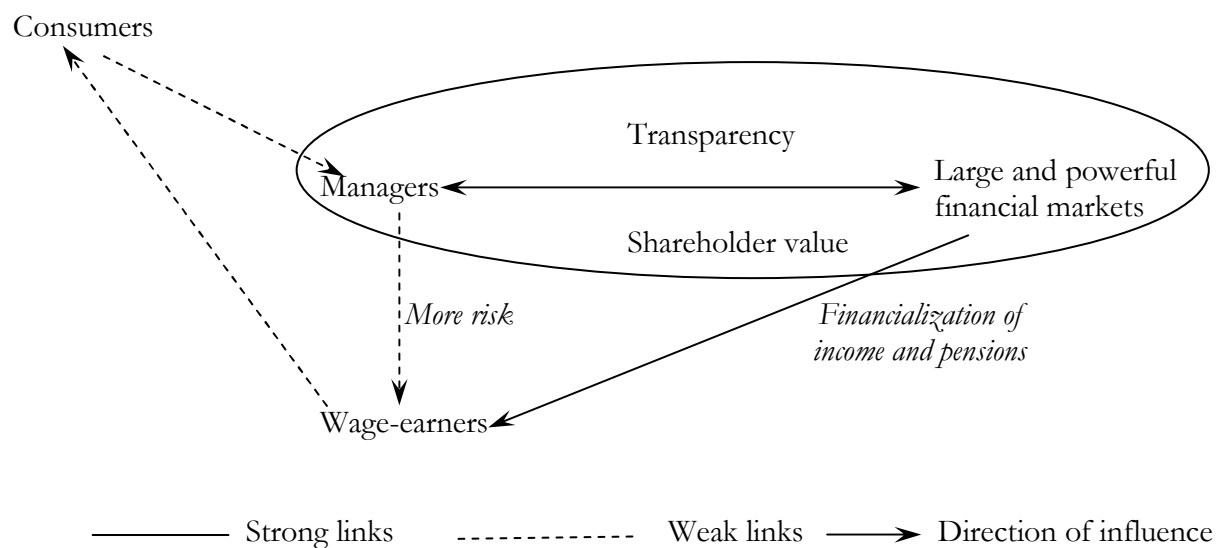 Consumers
Transparency
Managers
Large and powerful
financial markets
Shareholder value
More risk
Financialization of
income and pensions
Wage-earners
Strong links
Weak links
Direction of influence